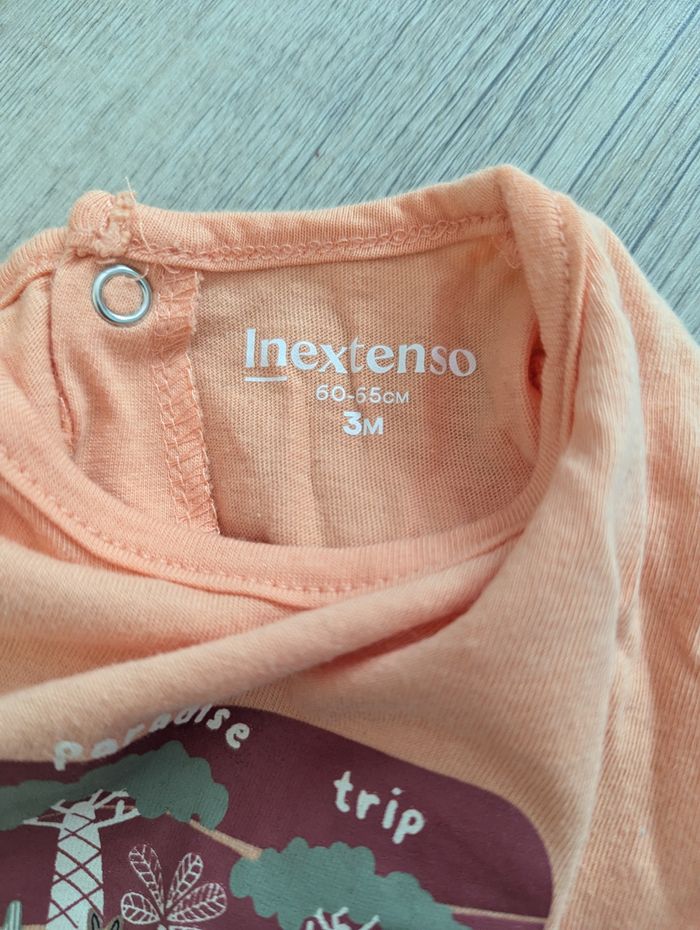 Inextenso
60-65CM
3M
paradise
trip